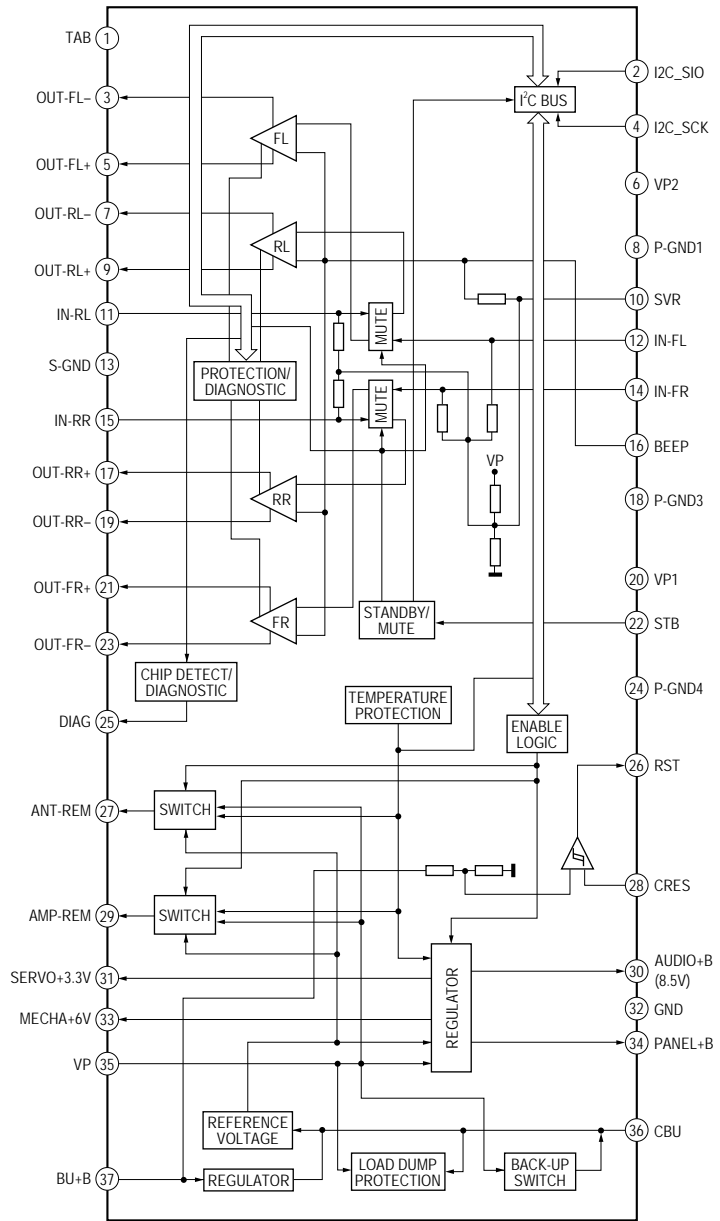 TAB 1
2 I2C_SIO
OUT-FL– 3
I²C BUS
4 I2C_SCK
FL
OUT-FL+ 5
6 VP2
OUT-RL– 7
RL
8 P-GND1
OUT-RL+ 9
10 SVR
IN-RL 11
MUTE
12 IN-FL
S-GND 13
PROTECTION/
DIAGNOSTIC
14 IN-FR
MUTE
IN-RR 15
16 BEEP
VP
OUT-RR+ 17
RR
18 P-GND3
OUT-RR– 19
20 VP1
OUT-FR+ 21
STANDBY/
MUTE
22 STB
FR
OUT-FR– 23
CHIP DETECT/
DIAGNOSTIC
24 P-GND4
TEMPERATURE
PROTECTION
DIAG 25
ENABLE
LOGIC
26 RST
ANT-REM 27
SWITCH
28 CRES
AMP-REM 29
SWITCH
30 AUDIO+B
(8.5V)
SERVO+3.3V 31
REGULATOR
32 GND
MECHA+6V 33
34 PANEL+B
VP 35
REFERENCE
VOLTAGE
36 CBU
BU+B 37
REGULATOR
LOAD DUMP
PROTECTION
BACK-UP
SWITCH